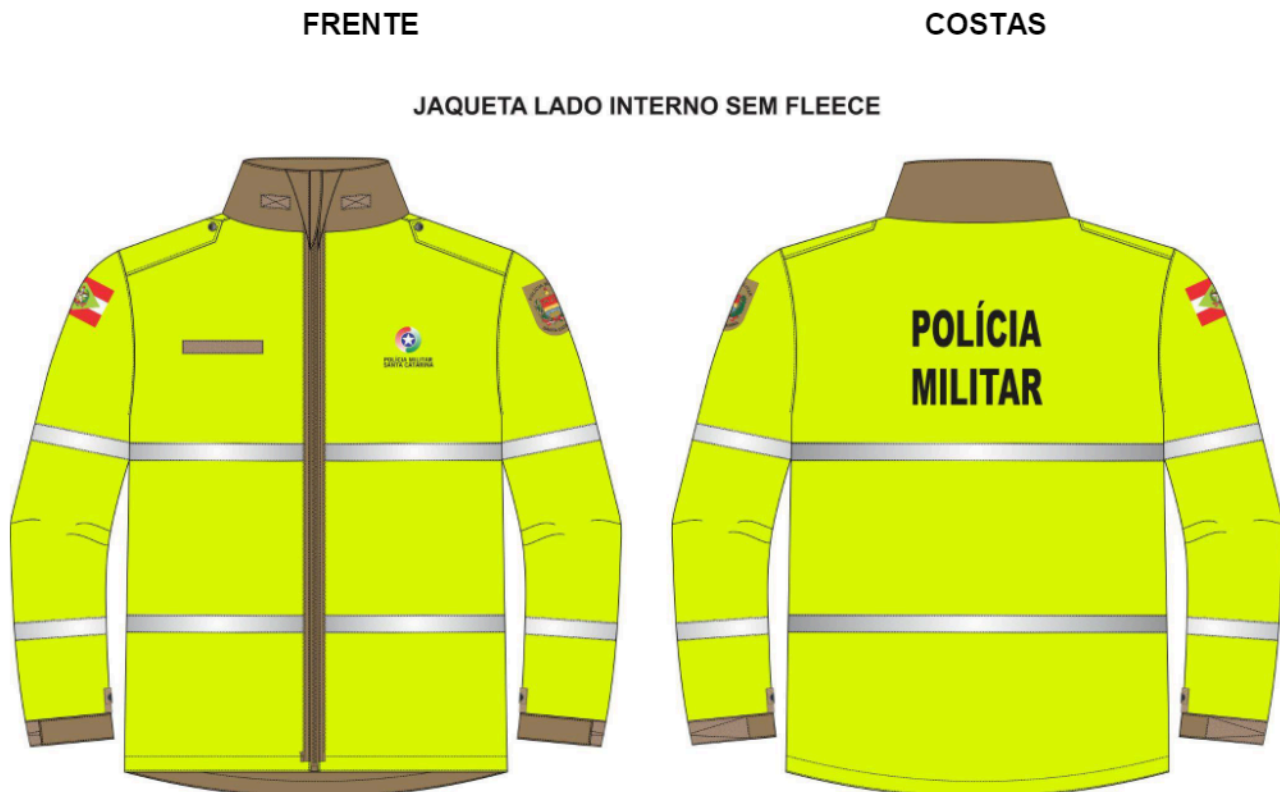 FRENTE
COSTAS
JAQUETA LADO INTERNO SEM FLEECE
POLÍCIA MILITAR
SANTA CATARINA
POLÍCIA
MILITAR